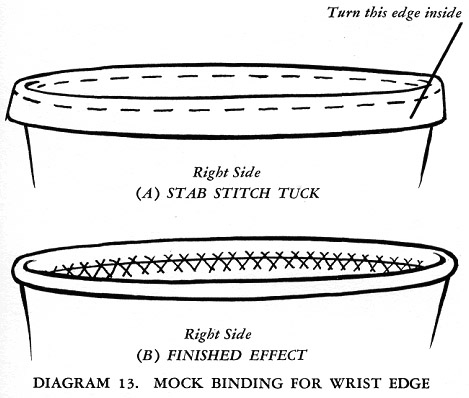 Turn this edge inside
Right Side
(A) STAB STITCH TUCK
Right Side
(B) FINISHED EFFECT
DIAGRAM 13. MOCK BINDING FOR WRIST EDGE